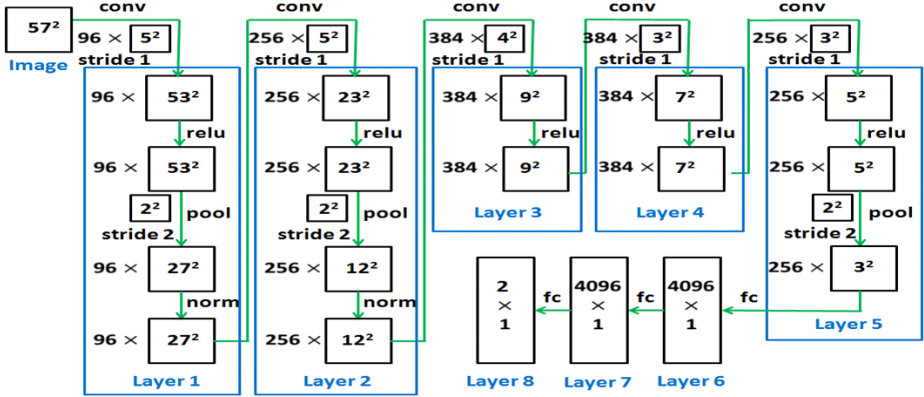 57²
Image
conv
96 × 5²
stride 1
96 × 53²
relu
96 × 53²
2² pool
stride 2
96 × 27²
norm
96 × 27²
Layer 1
conv
256 × 5²
stride 1
256 × 23²
relu
256 × 23²
2² pool
stride 2
256 × 12²
norm
256 × 12²
Layer 2
conv
384 × 4²
stride 1
384 × 9²
relu
384 × 9²
Layer 3
conv
384 × 3²
stride 1
384 × 7²
relu
384 × 7²
Layer 4
conv
256 × 3²
stride 1
256 × 5²
relu
256 × 5²
2² pool
stride 2
256 × 3²
Layer 5
fc
4096
×
1
Layer 6
fc
4096
×
1
Layer 7
fc
2
×
1
Layer 8